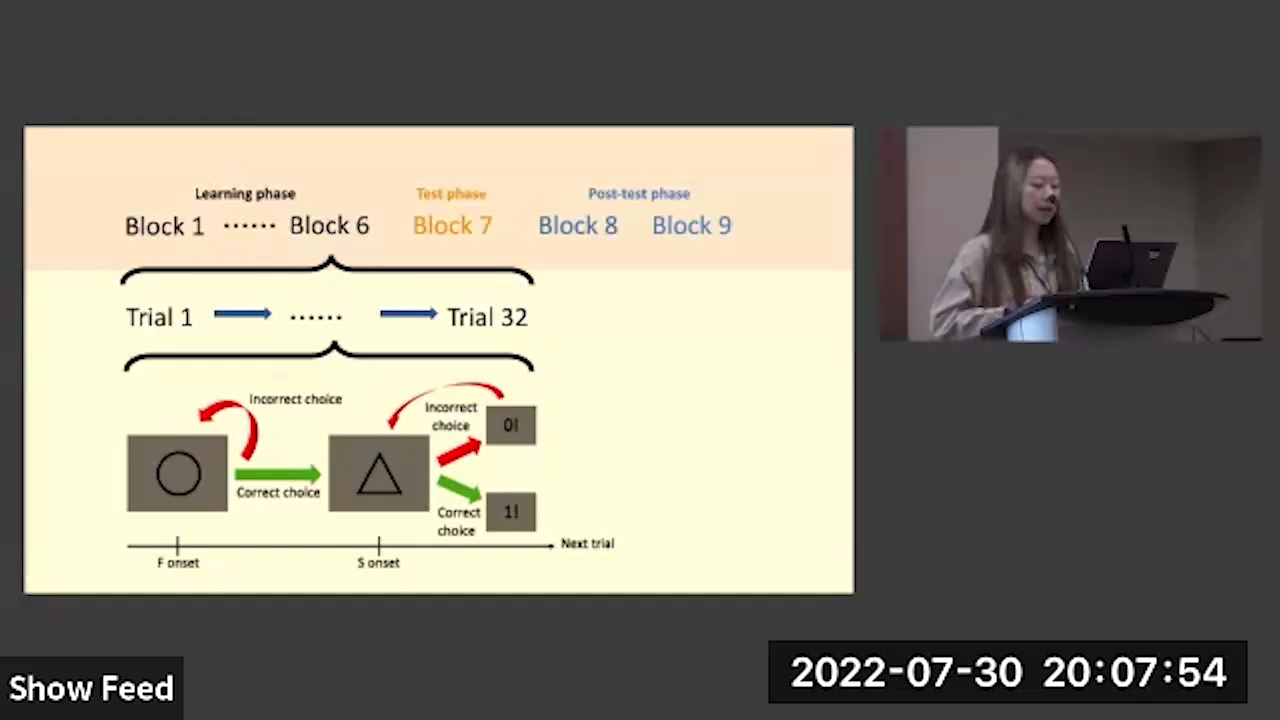 Learning phase
Test phase
Post-test phase
Block 1 ...... Block 6
Block 7
Block 8
Block 9
Trial 1
......
Trial 32
Incorrect choice
Incorrect
choice
0!
Correct choice
1!
Correct
choice
Next trial
F onset
S onset
Show Feed
2022-07-30 20:07:54